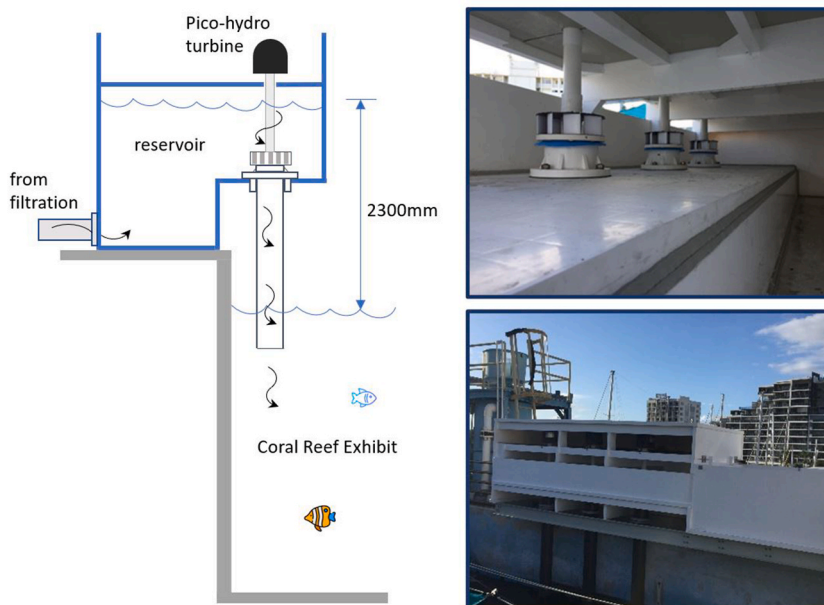 Pico-hydro
turbine
reservoir
from
filtration
2300mm
Coral Reef Exhibit